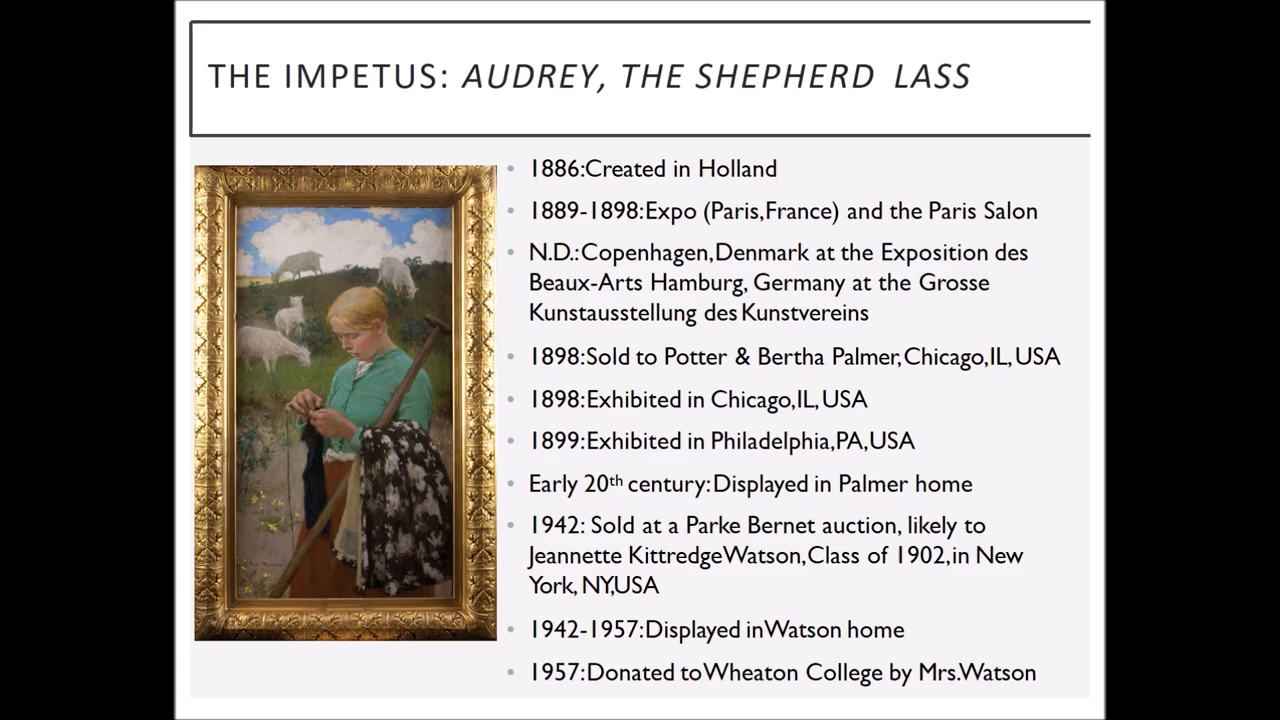 THE IMPETUS: AUDREY, THE SHEPHERD LASS
• 1886:Created in Holland
• 1889-1898:Expo (Paris,France) and the Paris Salon
• N.D.:Copenhagen,Denmark at the Exposition des
Beaux-Arts Hamburg, Germany at the Grosse
Kunstausstellung des Kunstvereins
• 1898:Sold to Potter & Bertha Palmer,Chicago,IL,USA
• 1898:Exhibited in Chicago,IL,USA
• 1899:Exhibited in Philadelphia,PA,USA
• Early 20th century:Displayed in Palmer home
• 1942: Sold at a Parke Bernet auction, likely to
Jeannette KittredgeWatson,Class of 1902,in New
York, NY,USA
• 1942-1957:Displayed inWatson home
• 1957:Donated toWheaton College by Mrs.Watson